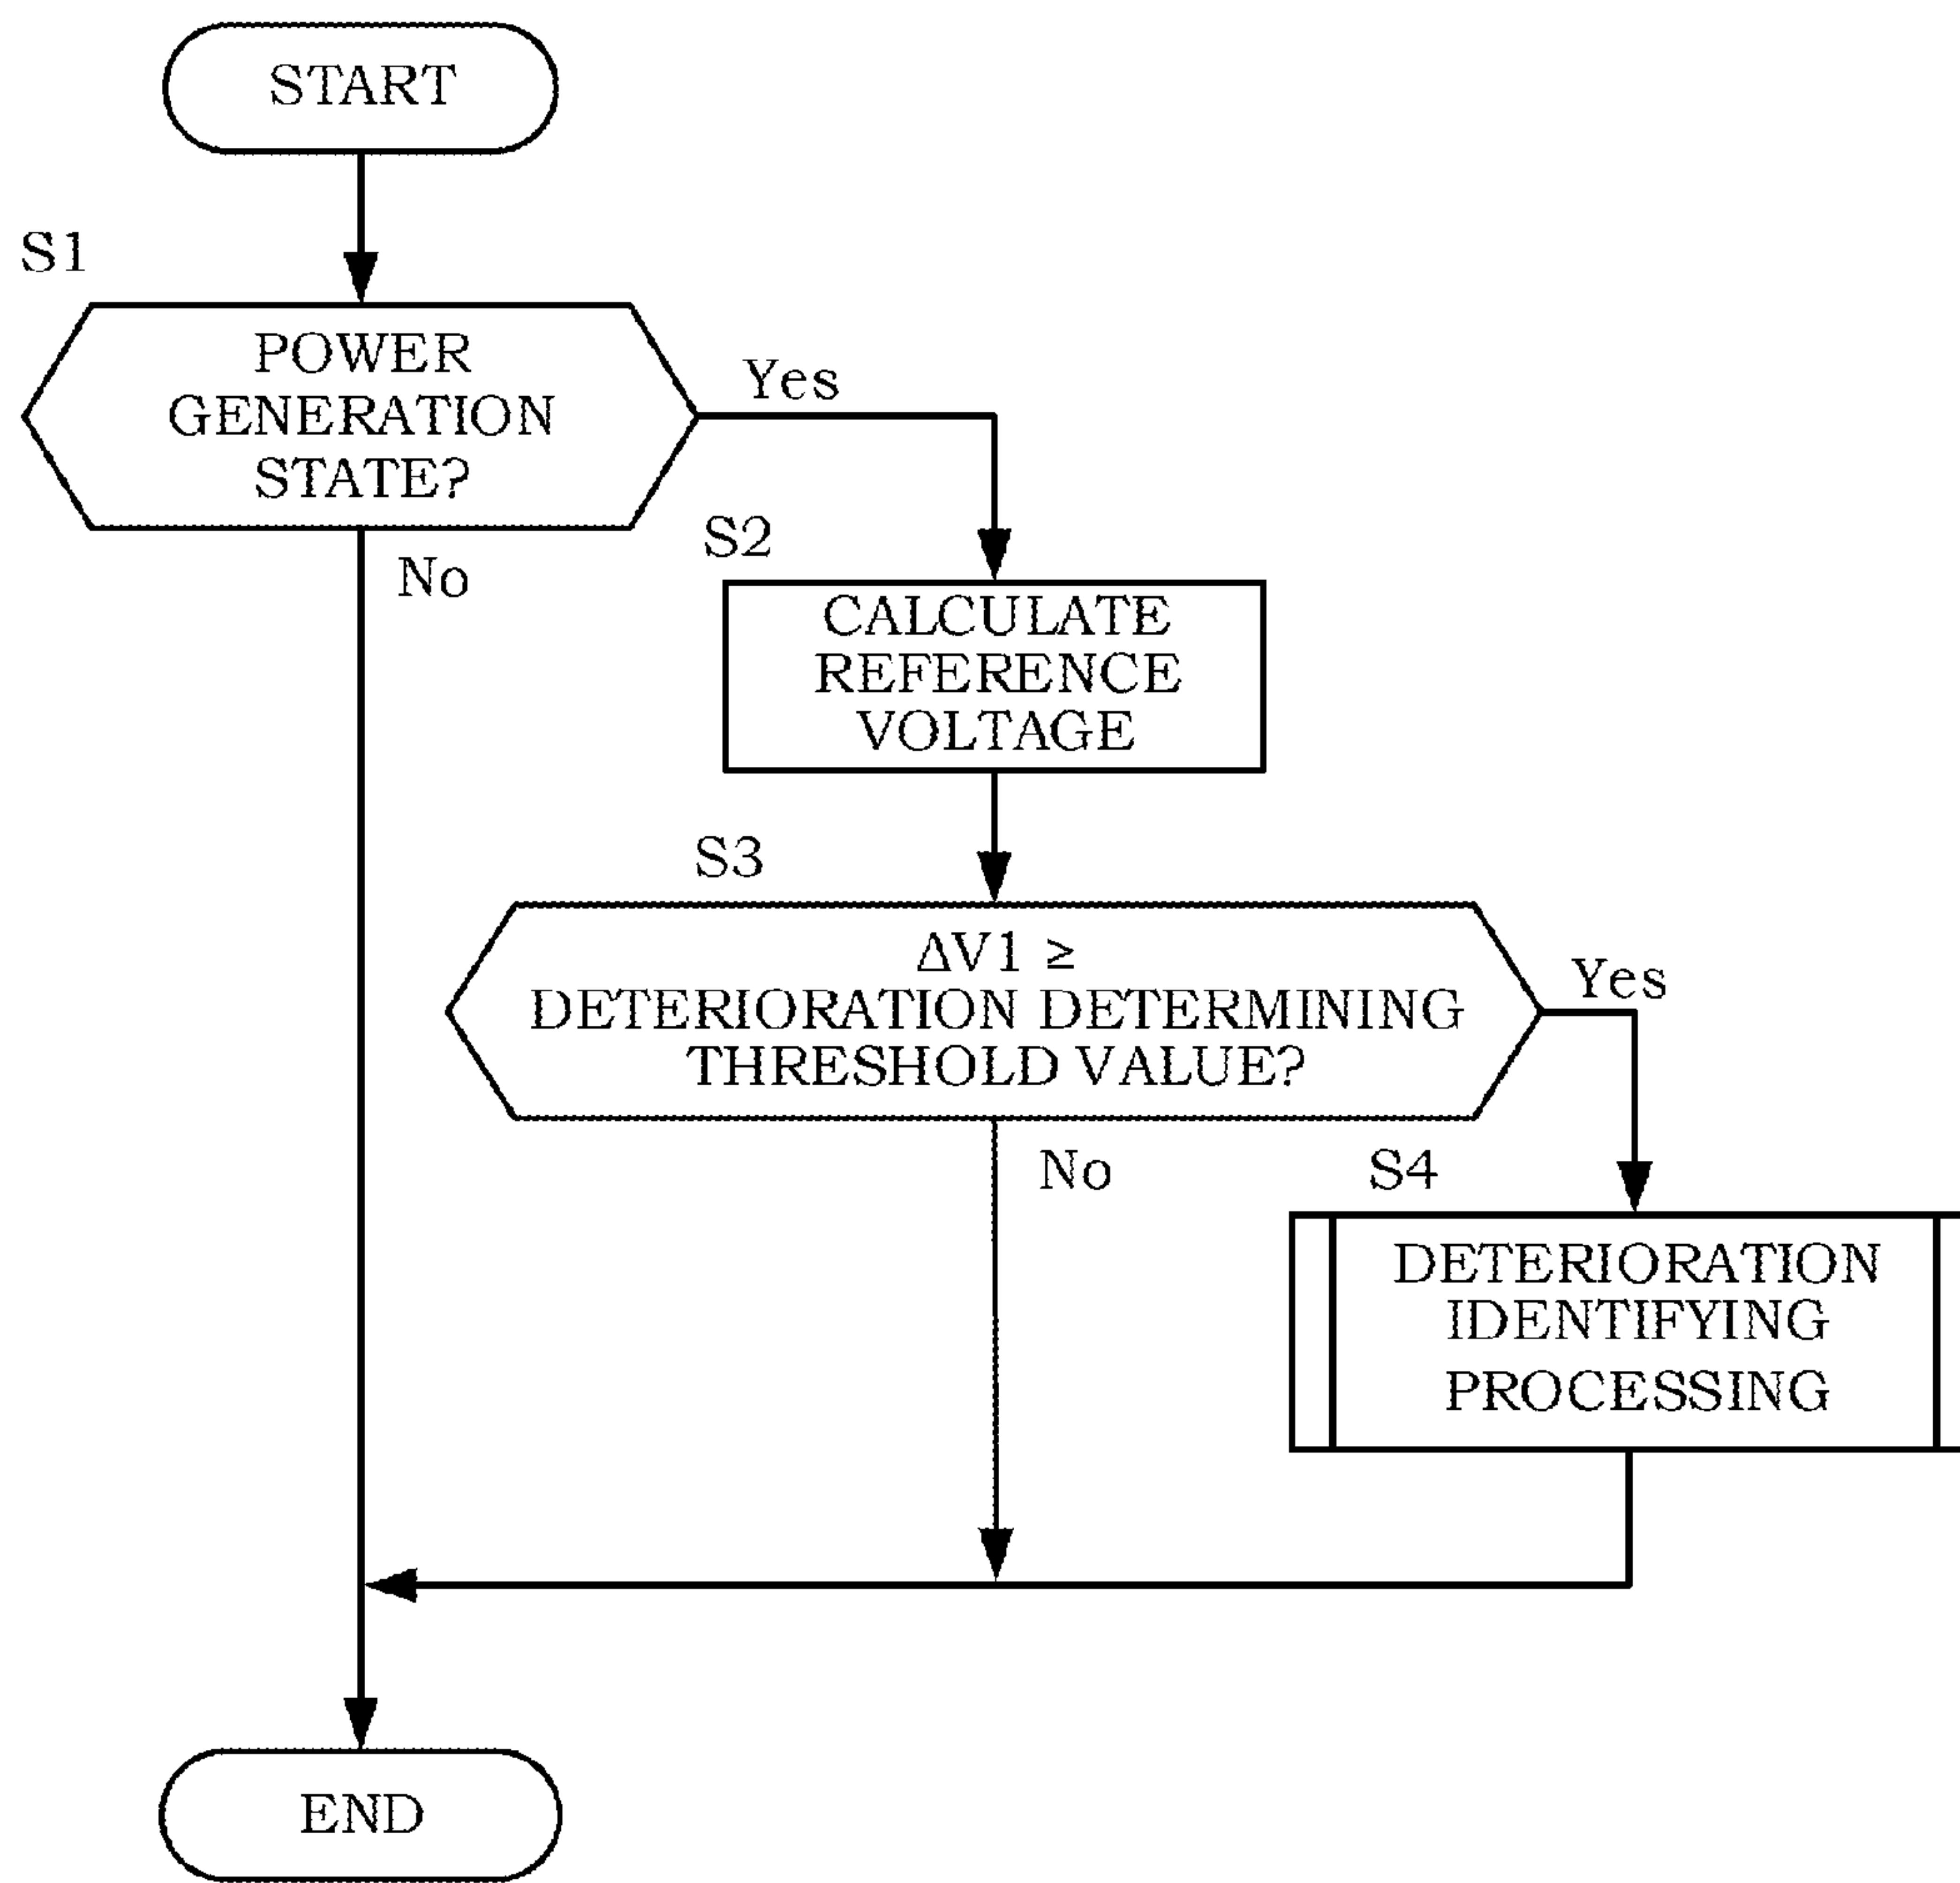 START
S1
POWER
GENERATION
STATE?
Yes
No
S2
CALCULATE
REFERENCE
VOLTAGE
S3
ΔV1 ≥
DETERIORATION DETERMINING
THRESHOLD VALUE?
Yes
No
S4
DETERIORATION
IDENTIFYING
PROCESSING
END